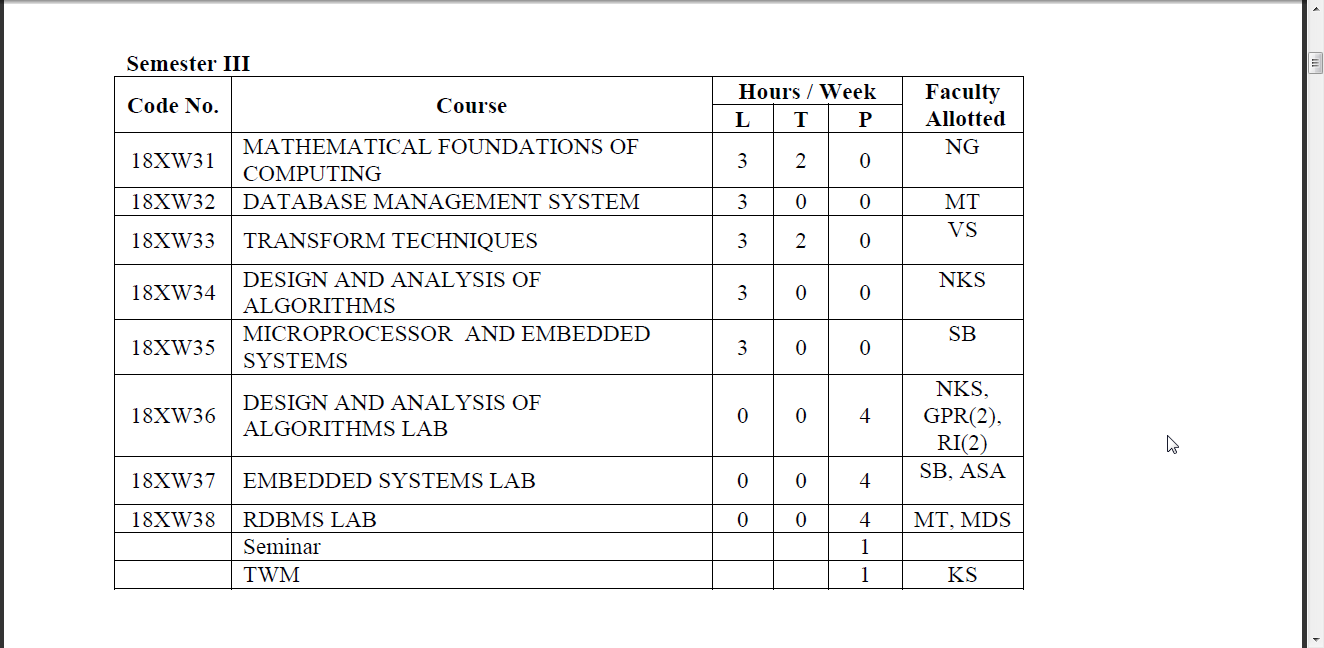 Semester III
Code No. Course Hours / Week Faculty Allotted
L T P
18XW31 MATHEMATICAL FOUNDATIONS OF COMPUTING 3 2 0 NG
18XW32 DATABASE MANAGEMENT SYSTEM 3 0 0 MT
18XW33 TRANSFORM TECHNIQUES 3 2 0 VS
18XW34 DESIGN AND ANALYSIS OF ALGORITHMS 3 0 0 NKS
18XW35 MICROPROCESSOR AND EMBEDDED SYSTEMS 3 0 0 SB
18XW36 DESIGN AND ANALYSIS OF ALGORITHMS LAB 0 0 4 NKS, GPR(2), RI(2)
18XW37 EMBEDDED SYSTEMS LAB 0 0 4 SB, ASA
18XW38 RDBMS LAB 0 0 4 MT, MDS
Seminar 1
TWM 1 KS